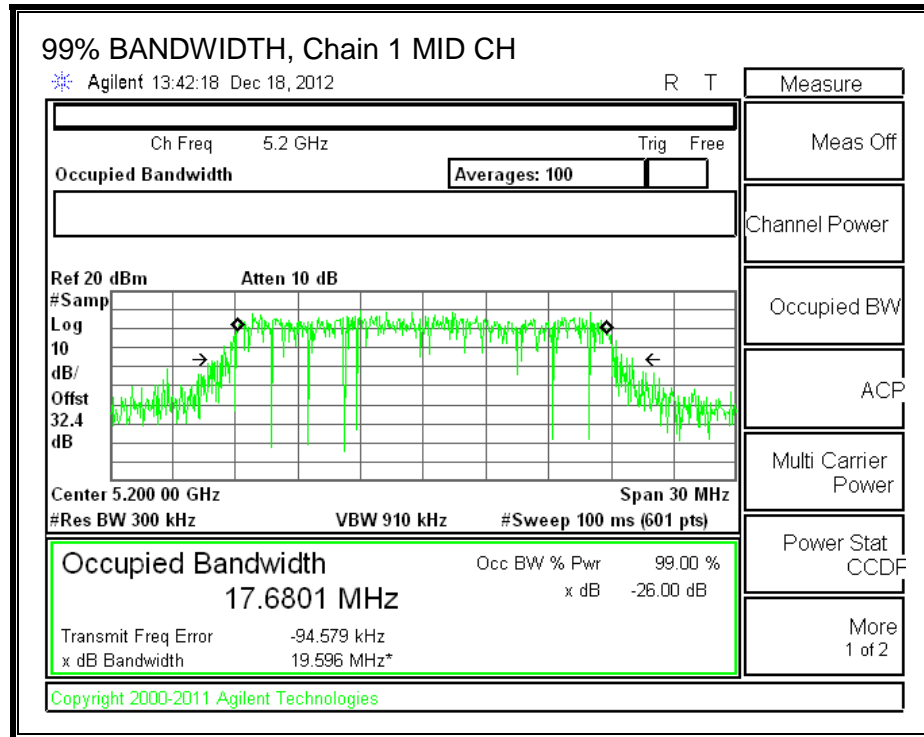 99% BANDWIDTH, Chain 1 MID CH
Agilent 13:42:18 Dec 18, 2012 R T
Measure
Ch Freq 5.2 GHz Trig Free
Meas Off
Occupied Bandwidth Averages: 100
Channel Power
Ref 20 dBm Atten 10 dB
#Samp
Log
10
dB/
Offst
32.4
dB
Occupied BW
ACP
Center 5.200 00 GHz Span 30 MHz
#Res BW 300 kHz VBW 910 kHz #Sweep 100 ms (601 pts)
Multi Carrier
Power
Occupied Bandwidth Occ BW % Pwr 99.00 %
17.6801 MHz x dB -26.00 dB
Power Stat
CCDF
Transmit Freq Error -94.579 kHz
x dB Bandwidth 19.596 MHz*
More
1 of 2
Copyright 2000-2011 Agilent Technologies